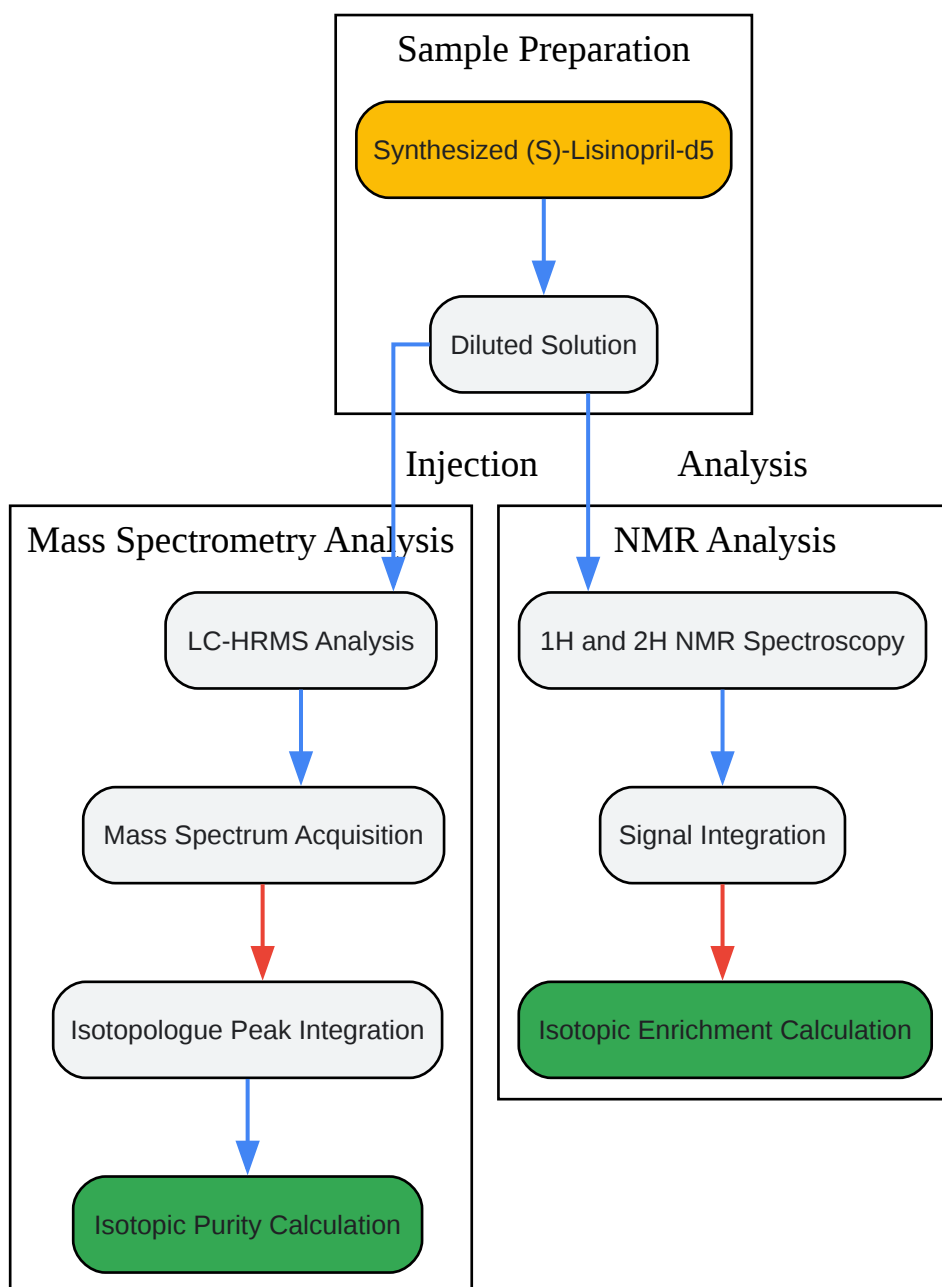 Sample Preparation
Synthesized (S)-Lisinopril-d5
Diluted Solution
Injection
Analysis
Mass Spectrometry Analysis
LC-HRMS Analysis
Mass Spectrum Acquisition
Isotopologue Peak Integration
Isotopic Purity Calculation
NMR Analysis
1H and 2H NMR Spectroscopy
Signal Integration
Isotopic Enrichment Calculation